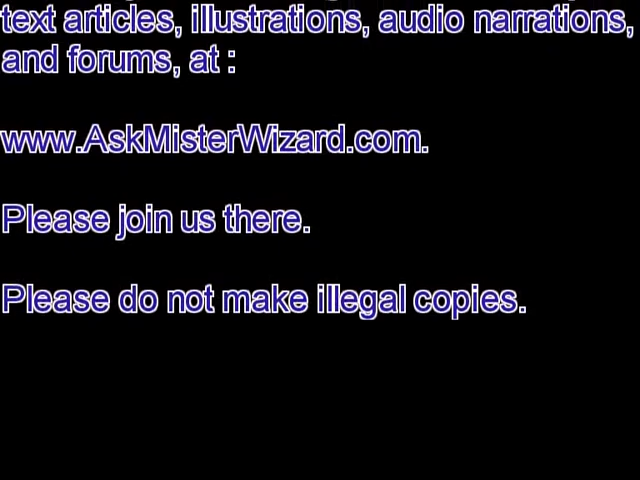 text articles, illustrations, audio narrations,
and forums, at :
www.AskMisterWizard.com.
Please join us there.
Please do not make illegal copies.